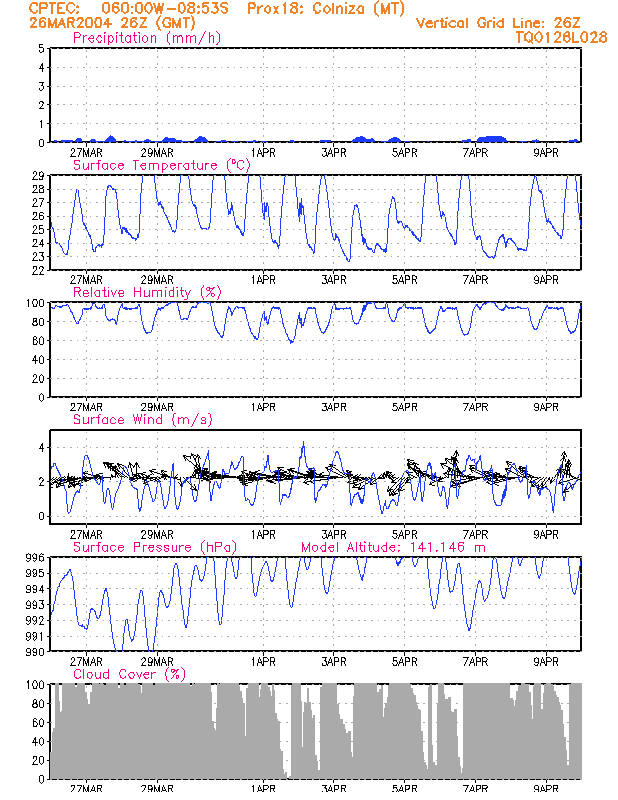 CPTEC:   060:00W-08:53S   Prox18: Colniza (MT)
26MAR2004 26Z (GMT)   Vertical Grid Line: 26Z
Precipitation (mm/h)   TQ0126L028
5
4
3
2
1
0
27MAR 29MAR 1APR 3APR 5APR 7APR 9APR
Surface Temperature (ºC)
29
28
27
26
25
24
23
22
27MAR 29MAR 1APR 3APR 5APR 7APR 9APR
Relative Humidity (%)
100
80
60
40
20
0
27MAR 29MAR 1APR 3APR 5APR 7APR 9APR
Surface Wind (m/s)
4
2
0
27MAR 29MAR 1APR 3APR 5APR 7APR 9APR
Surface Pressure (hPa)   Model Altitude: 141.146 m
996
995
994
993
992
991
990
27MAR 29MAR 1APR 3APR 5APR 7APR 9APR
Cloud Cover (%)
100
80
60
40
20
0
27MAR 29MAR 1APR 3APR 5APR 7APR 9APR